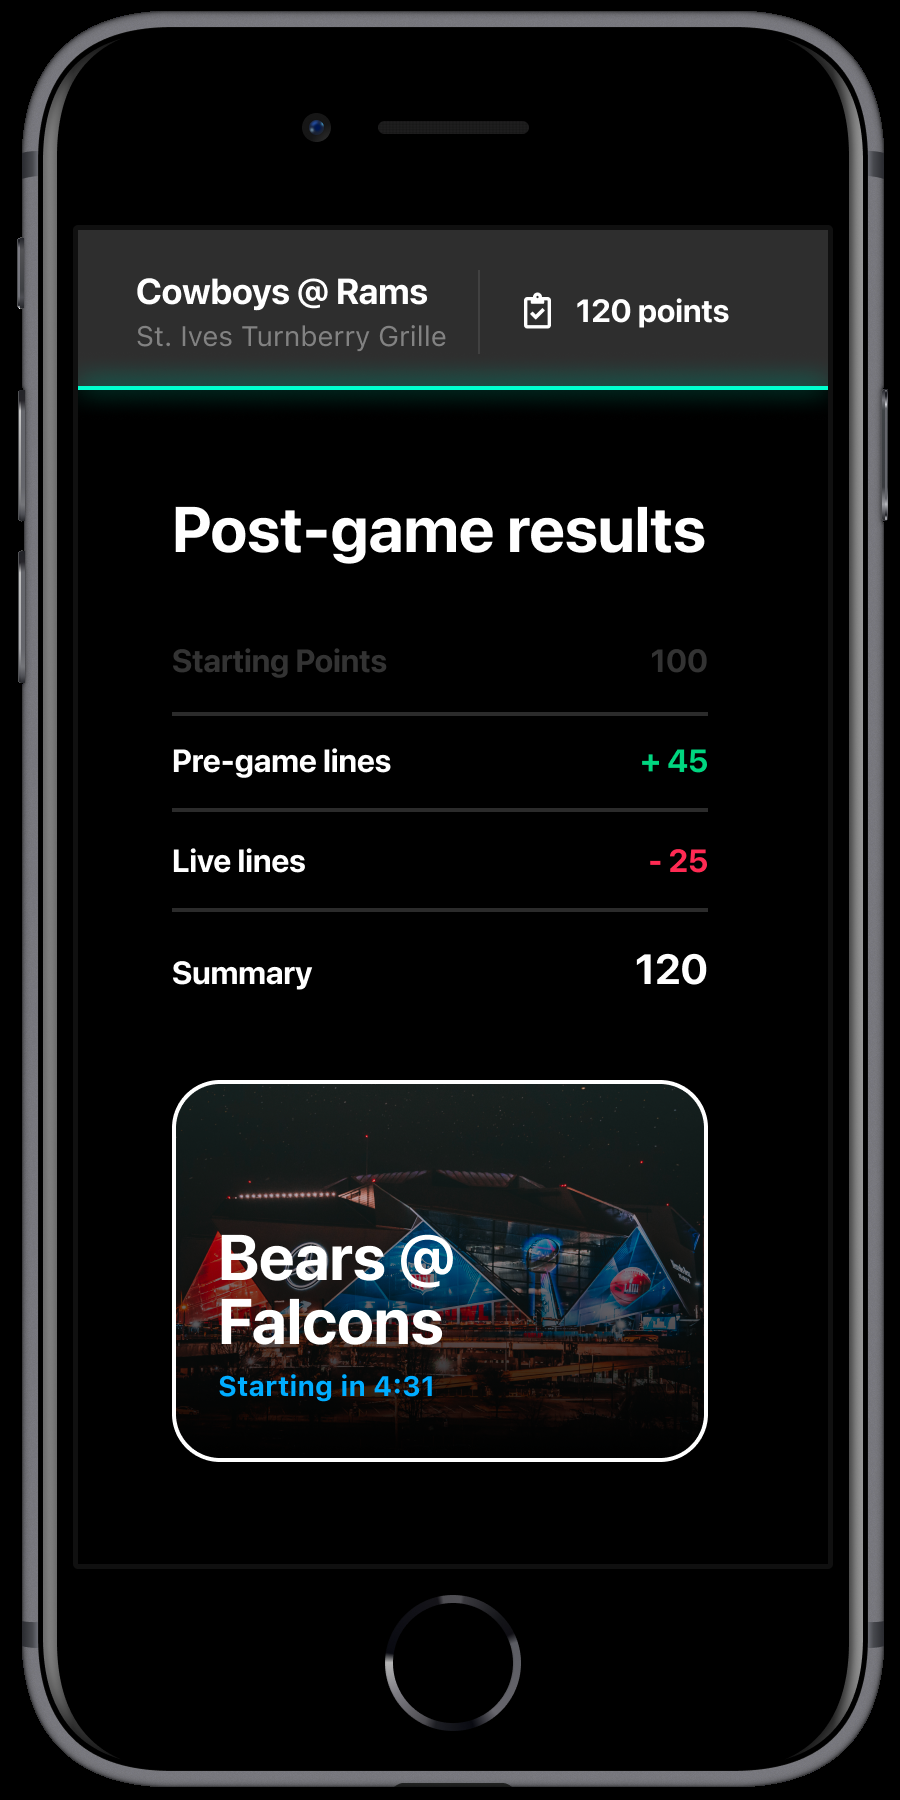 Cowboys @ Rams
St. Ives Turnberry Grille
120 points
Post-game results
Starting Points 100
Pre-game lines + 45
Live lines - 25
Summary 120
Bears @
Falcons
Starting in 4:31